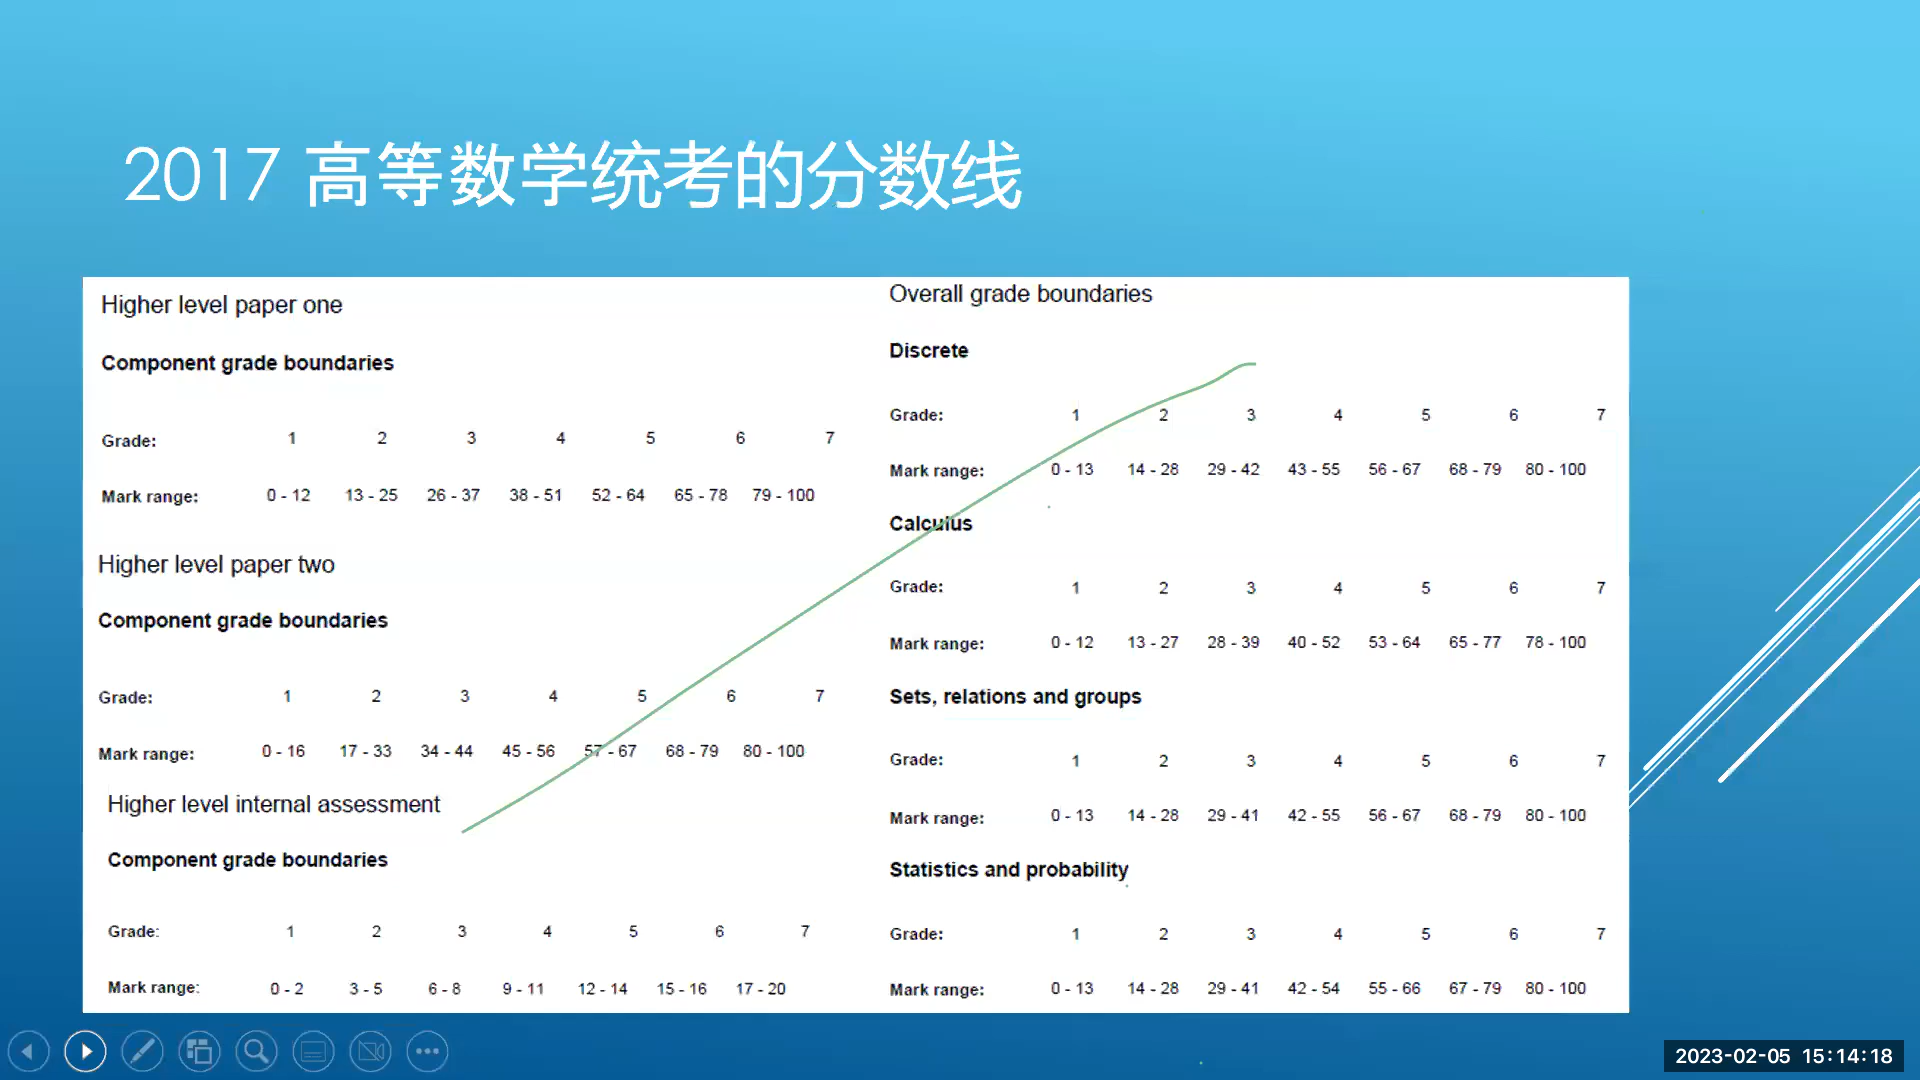 2017 高等数学统考的分数线
Higher level paper one
Component grade boundaries
Grade: 1 2 3 4 5 6 7
Mark range: 0 - 12 13 - 25 26 - 37 38 - 51 52 - 64 65 - 78 79 - 100
Higher level paper two
Component grade boundaries
Grade: 1 2 3 4 5 6 7
Mark range: 0 - 16 17 - 33 34 - 44 45 - 56 57 - 67 68 - 79 80 - 100
Higher level internal assessment
Component grade boundaries
Grade: 1 2 3 4 5 6 7
Mark range: 0 - 2 3 - 5 6 - 8 9 - 11 12 - 14 15 - 16 17 - 20
Overall grade boundaries
Discrete
Grade: 1 2 3 4 5 6 7
Mark range: 0 - 13 14 - 28 29 - 42 43 - 55 56 - 67 68 - 79 80 - 100
Calculus
Grade: 1 2 3 4 5 6 7
Mark range: 0 - 12 13 - 27 28 - 39 40 - 52 53 - 64 65 - 77 78 - 100
Sets, relations and groups
Grade: 1 2 3 4 5 6 7
Mark range: 0 - 13 14 - 28 29 - 41 42 - 55 56 - 67 68 - 79 80 - 100
Statistics and probability
Grade: 1 2 3 4 5 6 7
Mark range: 0 - 13 14 - 28 29 - 41 42 - 54 55 - 66 67 - 79 80 - 100
2023-02-05 15:14:18